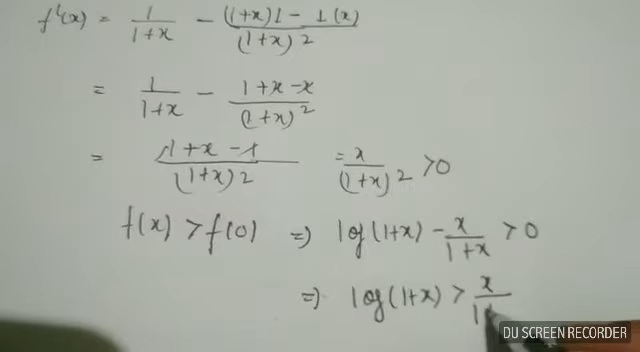 f'(x) = 1/(1+x) - ((1+x)1 - 1(x))/(1+x)2
= 1/(1+x) - (1+x-x)/(1+x)2
= (1+x-1)/(1+x)2 = x/(1+x)2 >0
f(x) > f(0) => log(1+x) - x/(1+x) > 0
=> log(1+x) > x/1
DU SCREEN RECORDER